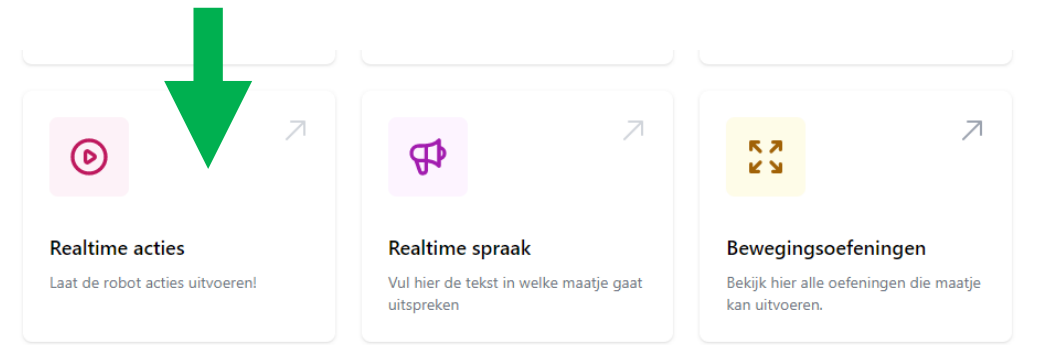 Realtime acties
Laat de robot acties uitvoeren!
Realtime spraak
Vul hier de tekst in welke maatje gaat
uitspreken
Bewegingsoefeningen
Bekijk hier alle oefeningen die maatje
kan uitvoeren.